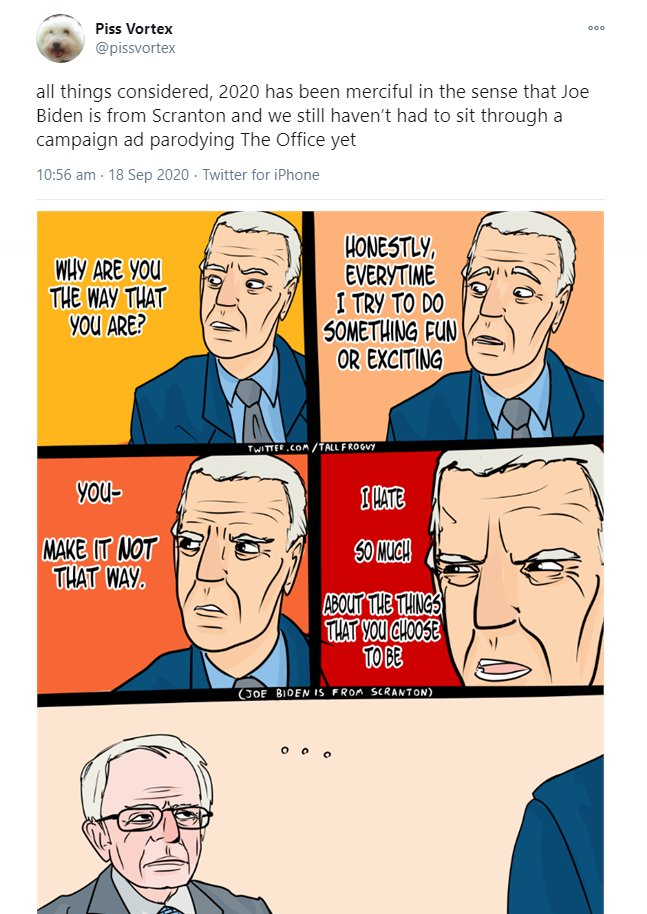 Piss Vortex
@pissvortex
all things considered, 2020 has been merciful in the sense that Joe
Biden is from Scranton and we still haven’t had to sit through a
campaign ad parodying The Office yet
10:56 am · 18 Sep 2020 · Twitter for iPhone
WHY ARE YOU
THE WAY THAT
YOU ARE?
HONESTLY,
EVERYTIME
I TRY TO DO
SOMETHING FUN
OR EXCITING
TWITTER.COM/TALLFROGUY
YOU-
MAKE IT NOT
THAT WAY.
I HATE
SO MUCH
ABOUT THE THINGS
THAT YOU CHOOSE
TO BE
(JOE BIDEN IS FROM SCRANTON)
...